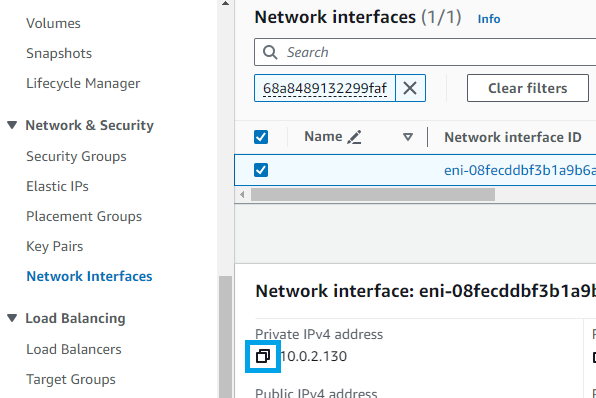 Volumes
Snapshots
Lifecycle Manager
Network & Security
Security Groups
Elastic IPs
Placement Groups
Key Pairs
Network Interfaces
Load Balancing
Load Balancers
Target Groups
Network interfaces (1/1) Info
Search
68a8489132299faf
Clear filters
Name Network interface ID
eni-08fecddbf3b1a9b6a
Network interface: eni-08fecddbf3b1a9b
Private IPv4 address
10.0.2.130
Public IPv4 address